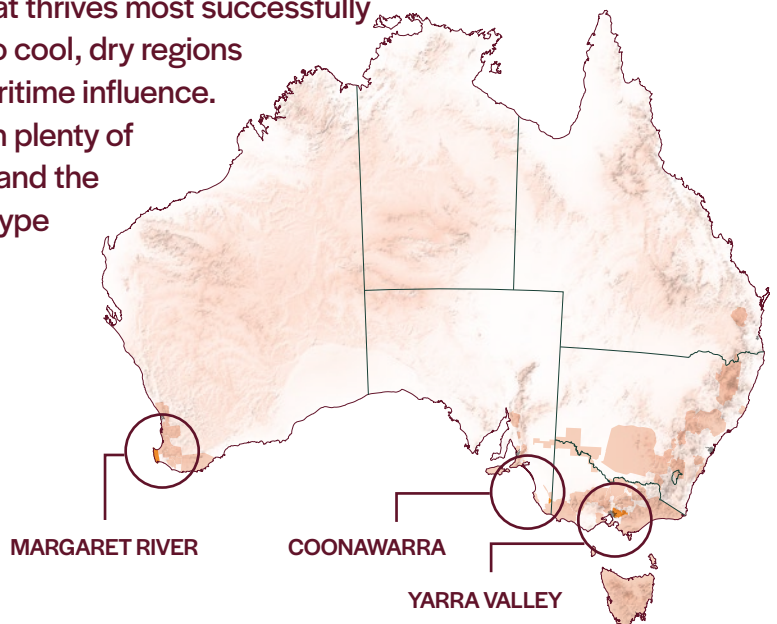 at thrives most successfully
o cool, dry regions
ritime influence.
n plenty of
and the
ype
MARGARET RIVER
COONAWARRA
YARRA VALLEY